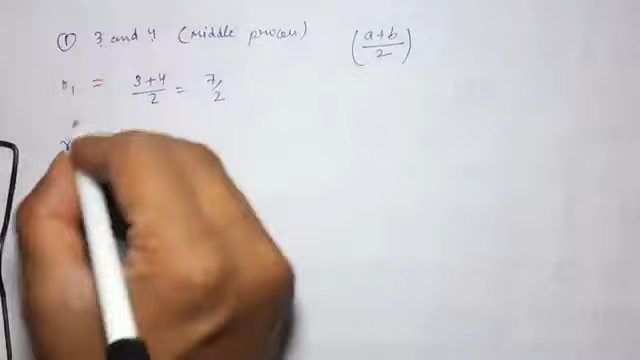 ① 3 and 4 (middle process) (a+b/2)
r₁ = 3+4/2 = 7/2
r